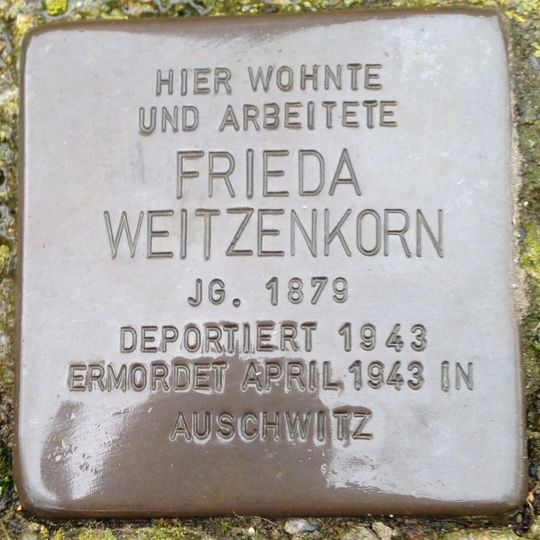 HIER WOHNTE
UND ARBEITETE
FRIEDA
WEITZENKORN
JG. 1879
DEPORTIERT 1943
ERMORDET APRIL 1943 IN
AUSCHWITZ